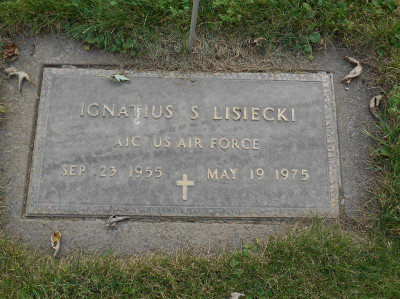 IGNATIUS S LISIECKI
A1C US AIR FORCE
SEP 23 1955 MAY 19 1975